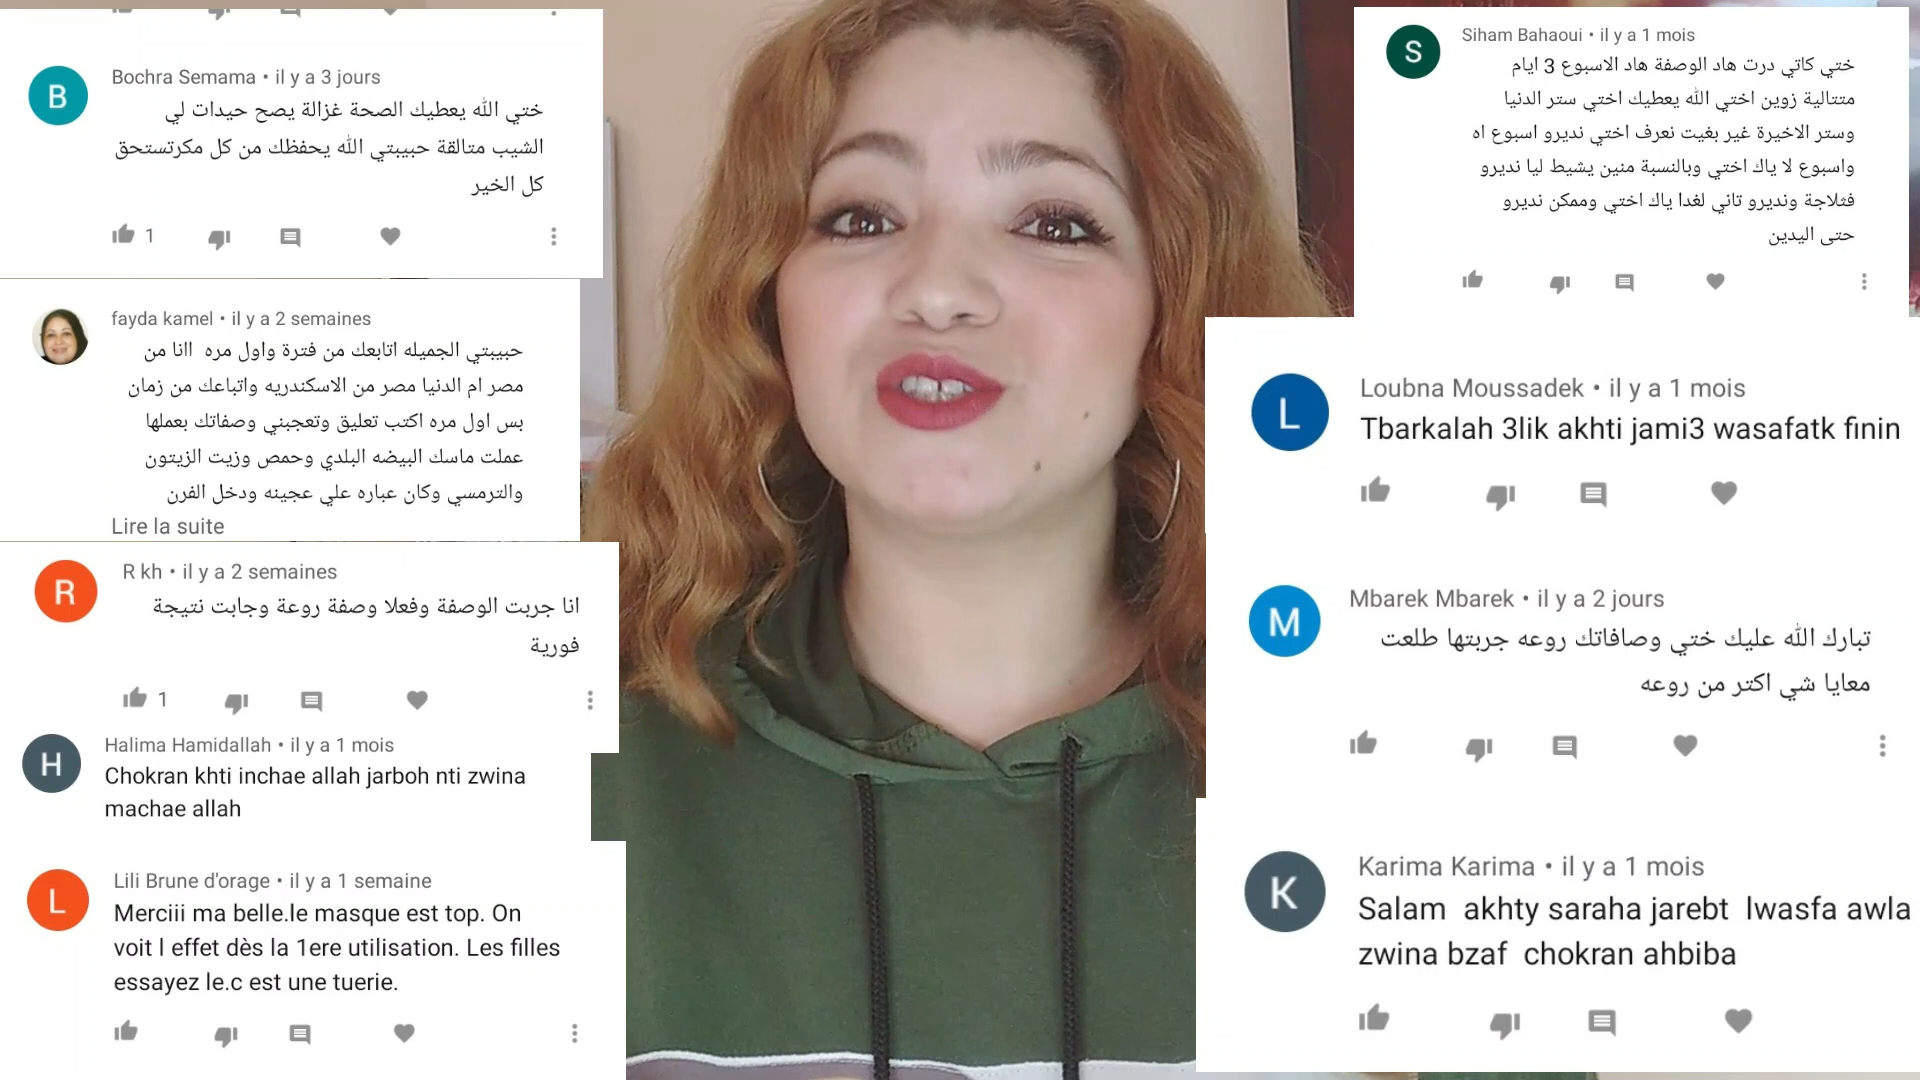 B
Bochra Semama • il y a 3 jours
ختي الله يعطيك الصحة غزالة يصح حيدات لي
الشيب متالقة حبيبتي الله يحفظك من كل مكرتستحق
كل الخير
1
fayda kamel • il y a 2 semaines
حبيبتي الجميله اتابعك من فترة واول مره  اانا من
مصر ام الدنيا مصر من الاسكندريه واتباعك من زمان
بس اول مره اكتب تعليق وتعجبني وصفاتك بعملها
عملت ماسك البيضه البلدي وحمص وزيت الزيتون
والترمسي وكان عباره علي عجينه ودخل الفرن
Lire la suite
R
R kh • il y a 2 semaines
انا جربت الوصفة وفعلا وصفة روعة وجابت نتيجة
فورية
1
H
Halima Hamidallah • il y a 1 mois
Chokran khti inchae allah jarboh nti zwina
machae allah
L
Lili Brune d'orage • il y a 1 semaine
Merciii ma belle.le masque est top. On
voit l effet dès la 1ere utilisation. Les filles
essayez le.c est une tuerie.
S
Siham Bahaoui • il y a 1 mois
ختي كاتي درت هاد الوصفة هاد الاسبوع 3 ايام
متتالية زوين اختي الله يعطيك اختي ستر الدنيا
وستر الاخيرة غير بغيت نعرف اختي نديرو اسبوع اه
واسبوع لا ياك اختي وبالنسبة منين يشيط ليا نديرو
فثلاجة ونديرو تاني لغدا ياك اختي وممكن نديرو
حتى اليدين
L
Loubna Moussadek • il y a 1 mois
Tbarkalah 3lik akhti jami3 wasafatk finin
M
Mbarek Mbarek • il y a 2 jours
تبارك الله عليك ختي وصافاتك روعه جربتها طلعت
معايا شي اكتر من روعه
K
Karima Karima • il y a 1 mois
Salam  akhty saraha jarebt  lwasfa awla
zwina bzaf  chokran ahbiba